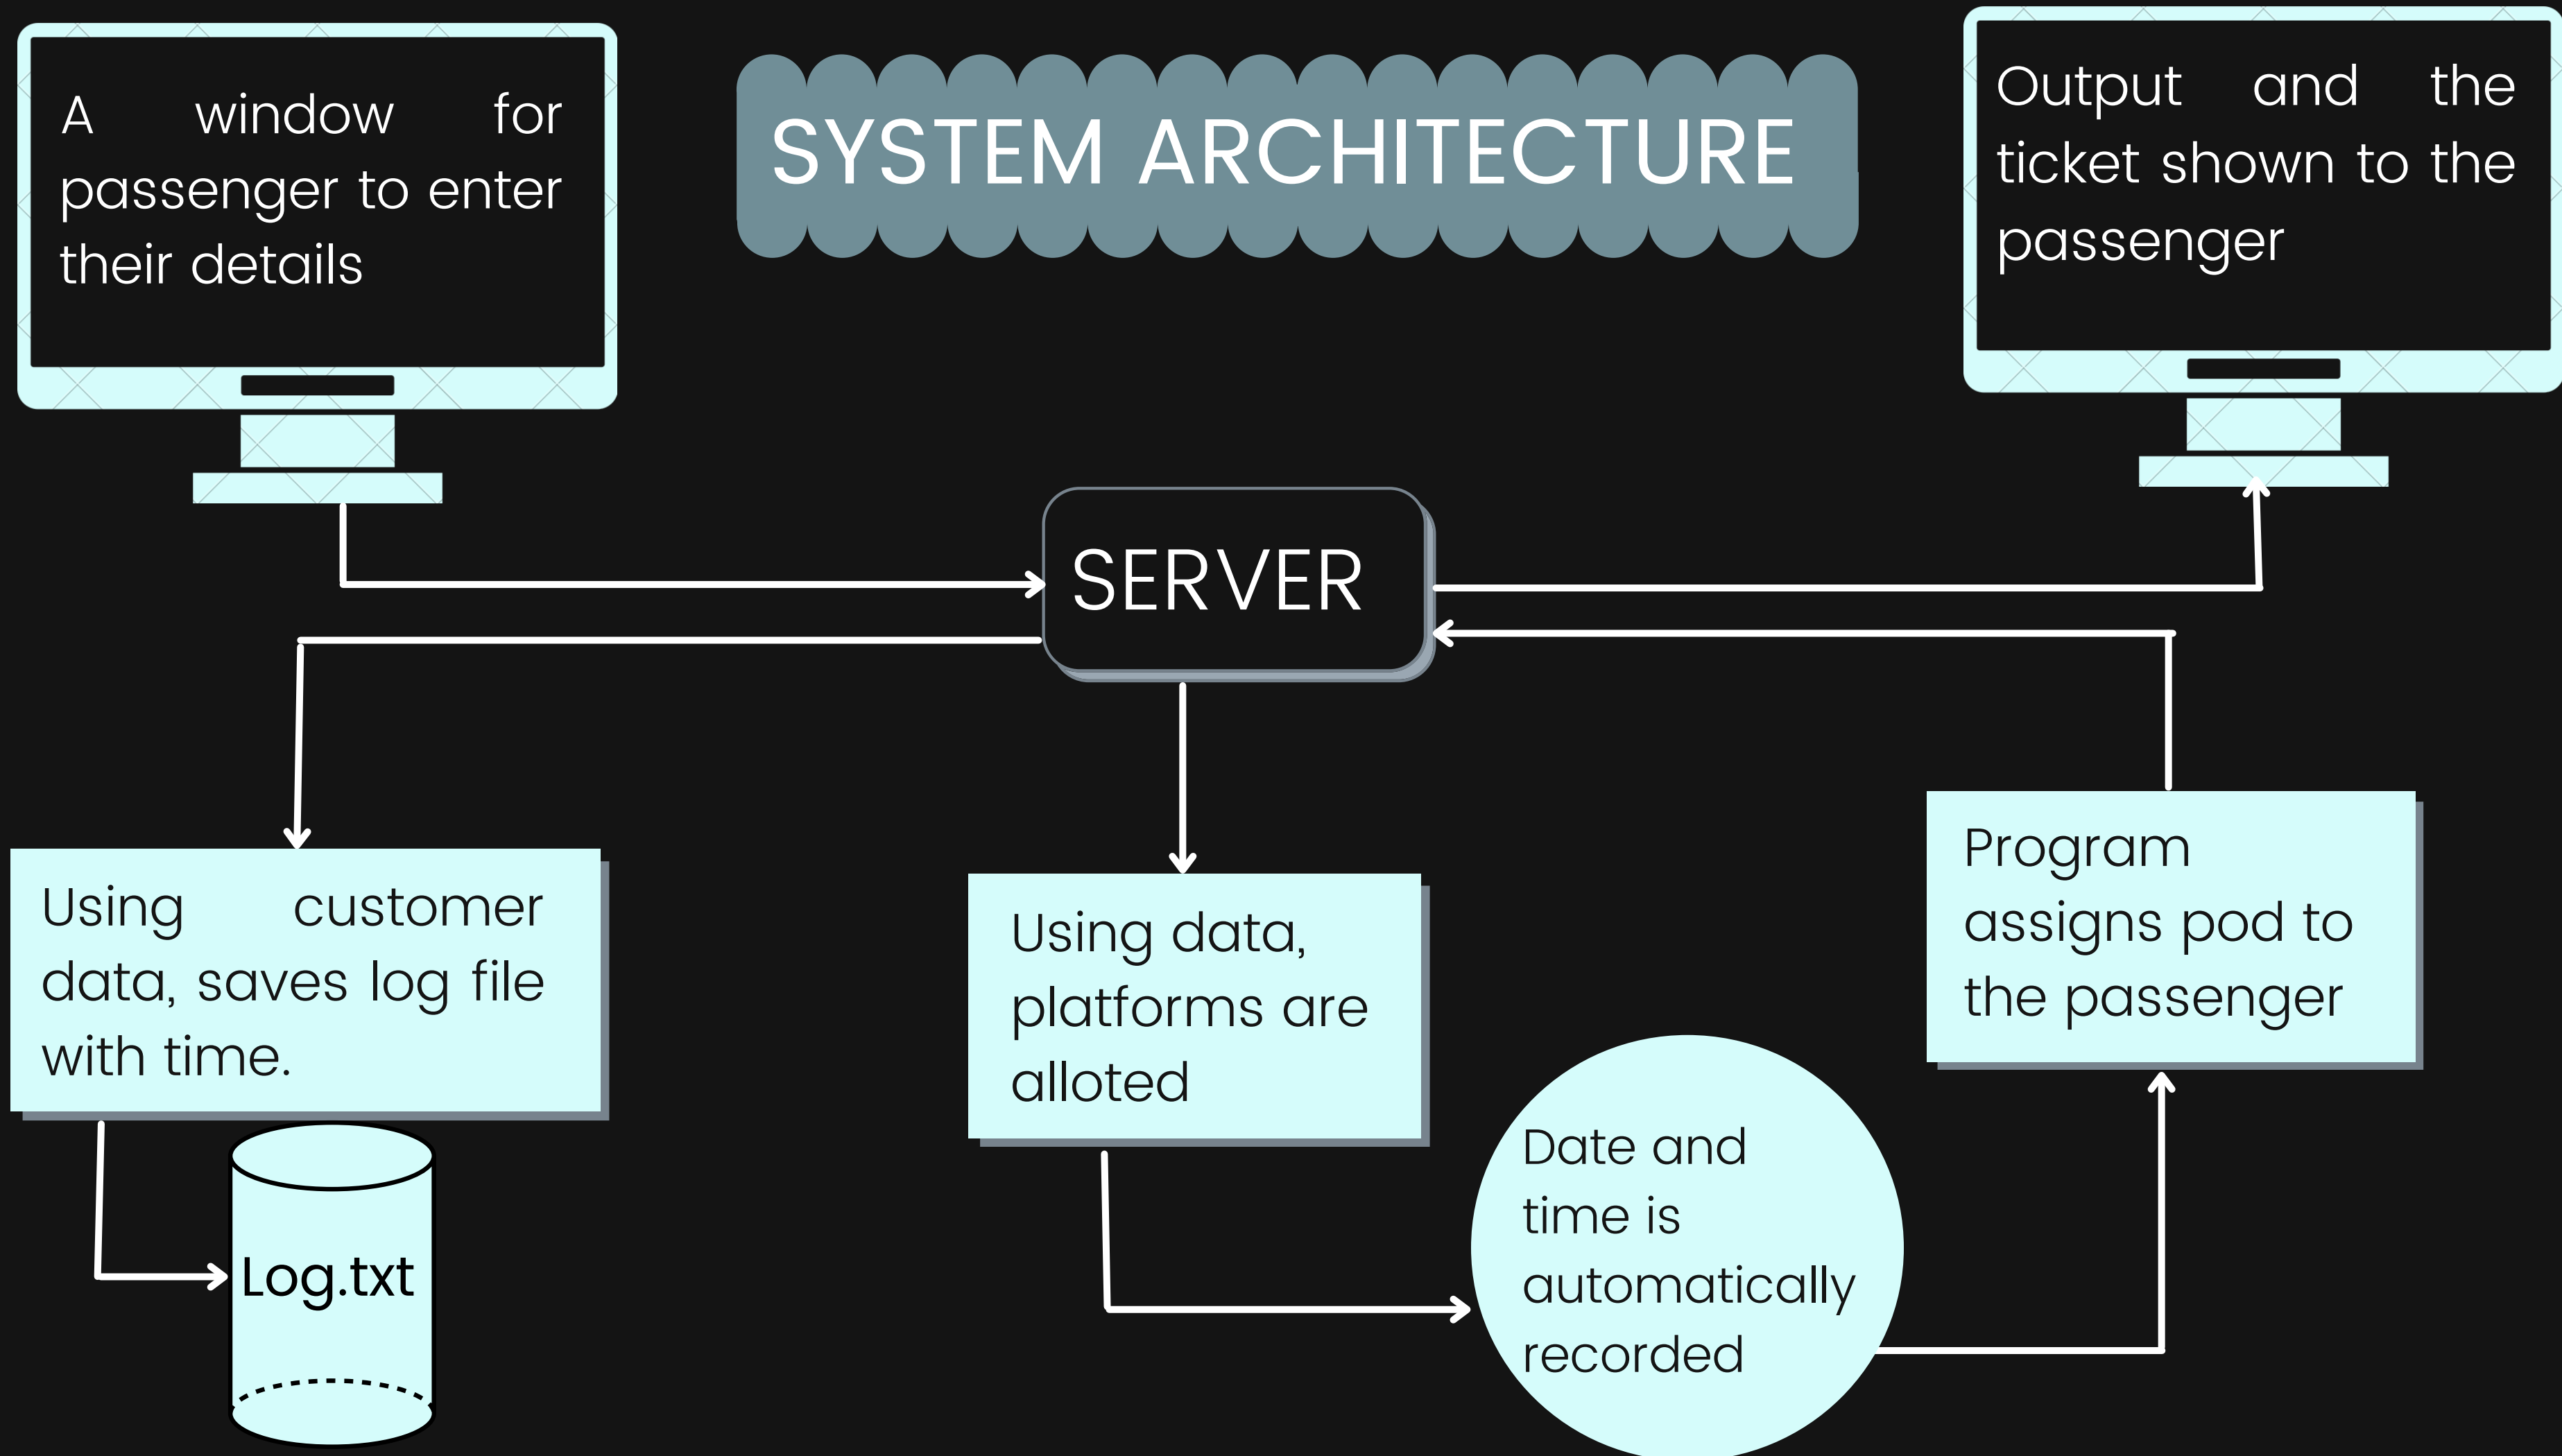 A window for
passenger to enter
their details
SYSTEM ARCHITECTURE
Output and the
ticket shown to the
passenger
SERVER
Using customer
data, saves log file
with time.
Log.txt
Using data,
platforms are
alloted
Date and
time is
automatically
recorded
Program
assigns pod to
the passenger